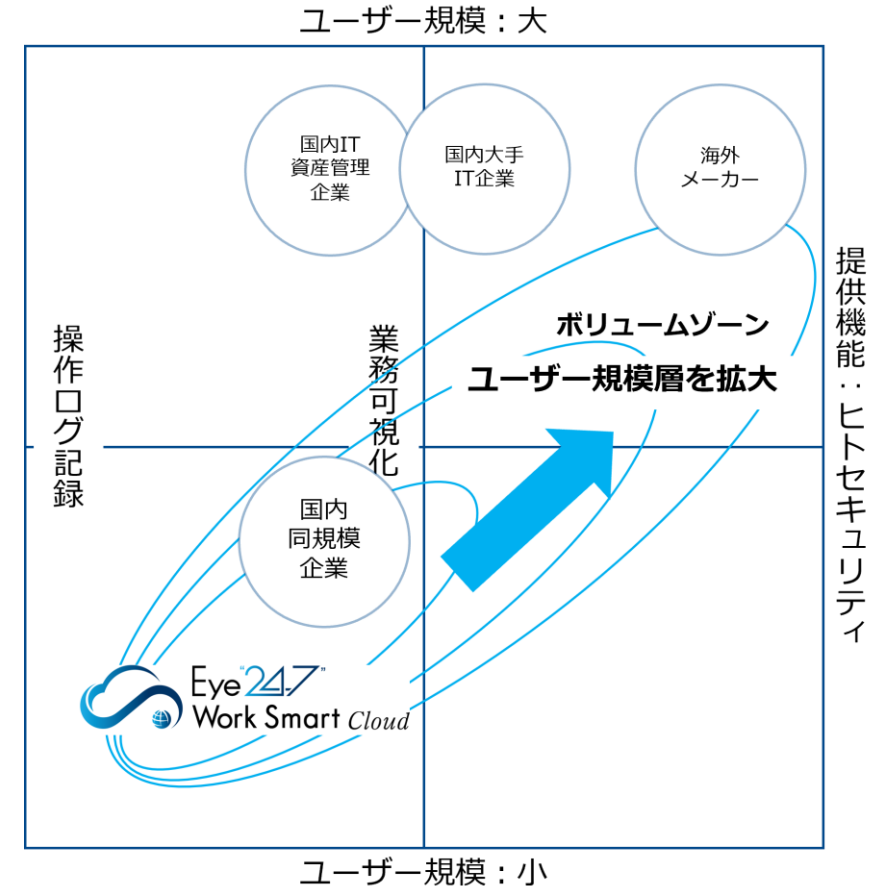 ユーザー規模：大
国内IT
資産管理
企業
国内大手
IT企業
海外
メーカー
提供機能：ヒトセキュリティ
操作ログ記録
業務可視化
ボリュームゾーン
ユーザー規模層を拡大
国内
同規模
企業
Eye"24-7"
Work Smart Cloud
ユーザー規模：小